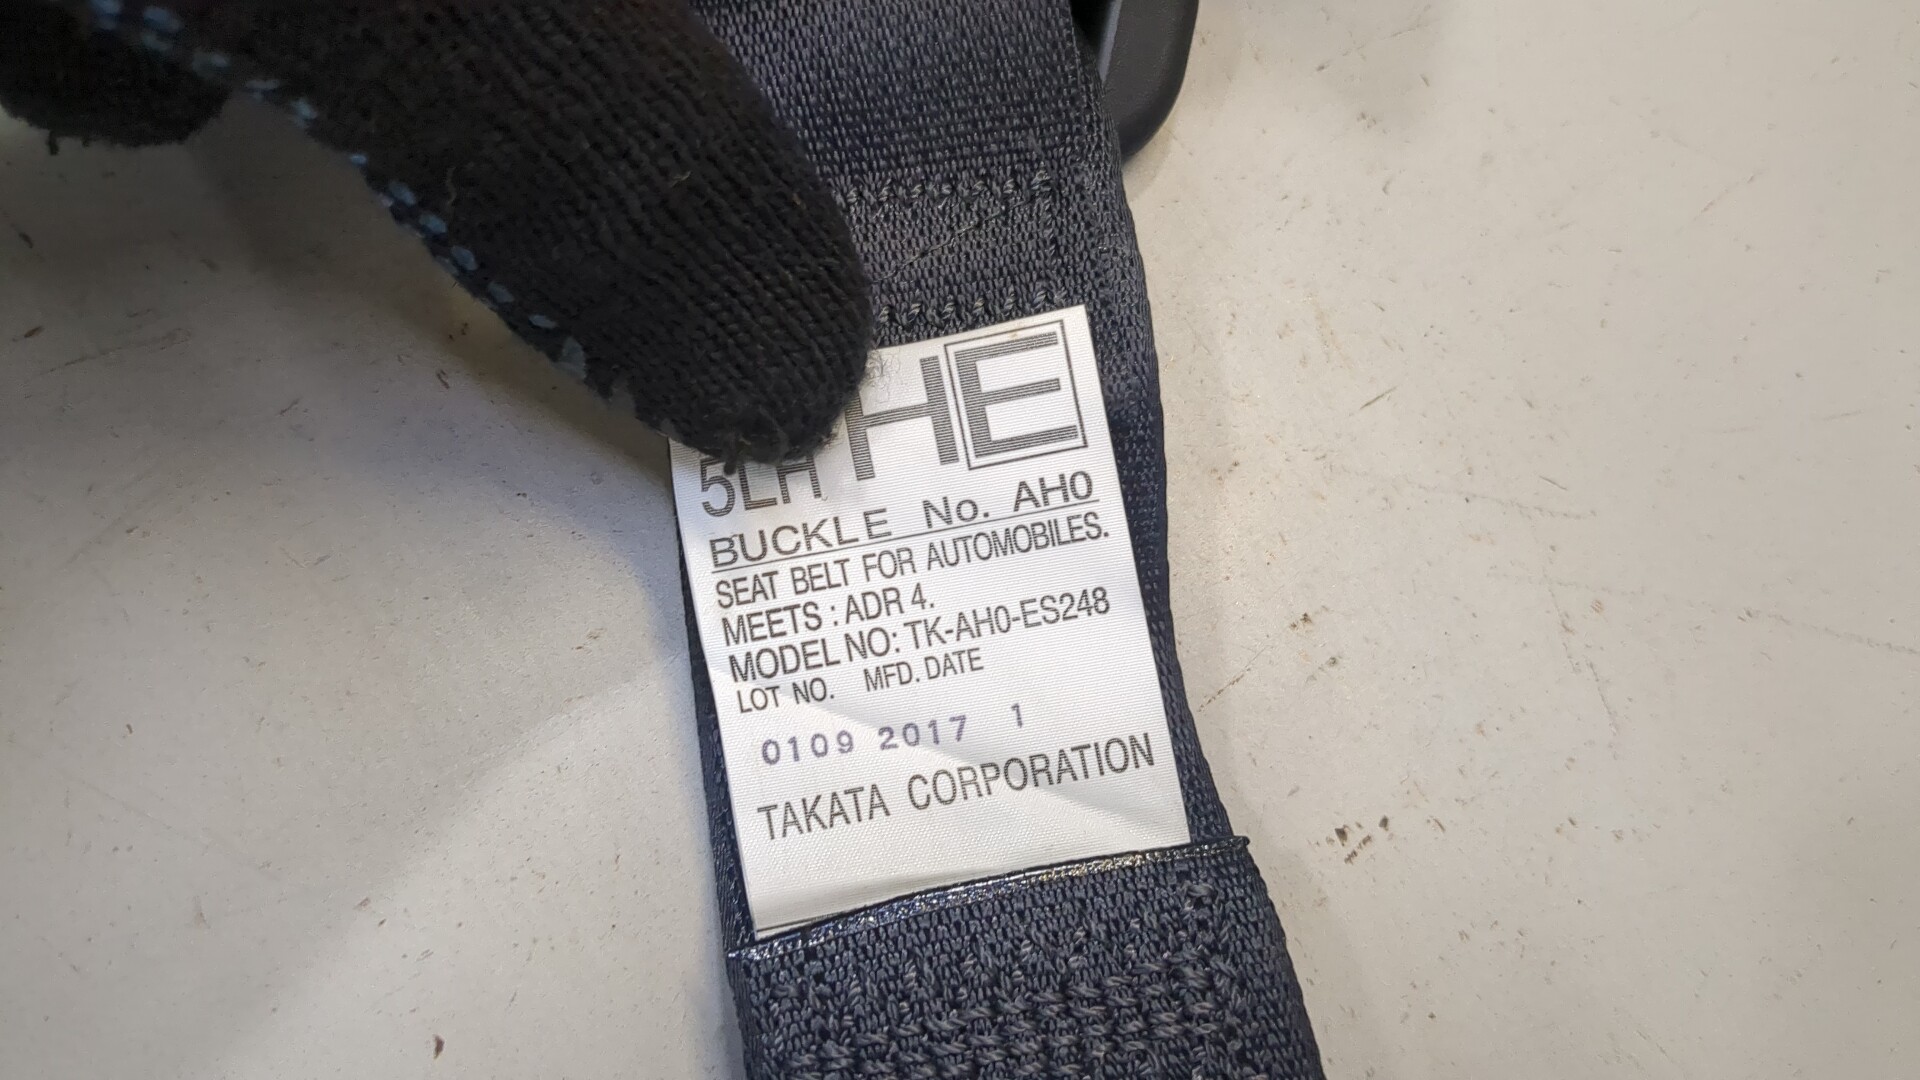 HE
5LH
BUCKLE No. AH0
SEAT BELT FOR AUTOMOBILES.
MEETS : ADR 4.
MODEL NO: TK-AH0-ES248
LOT NO. MFD. DATE
0109 2017 1
TAKATA CORPORATION